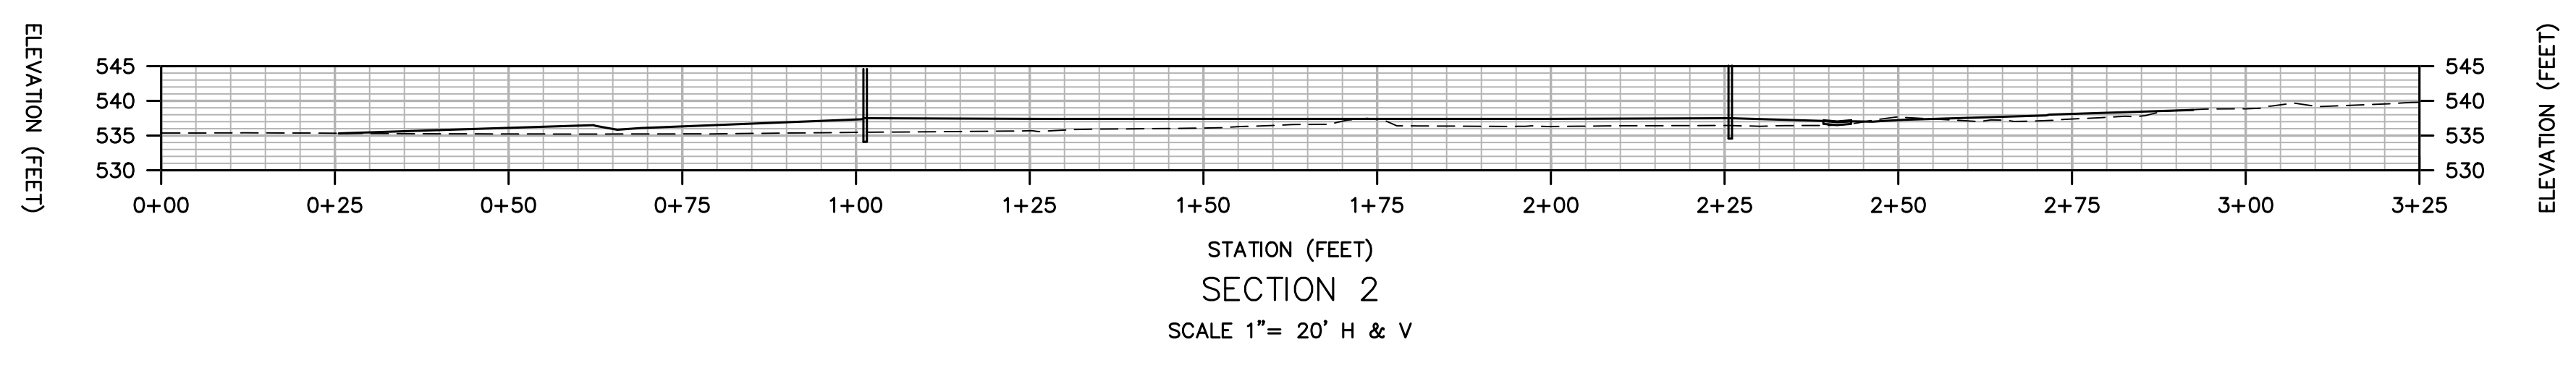 ELEVATION (FEET)
545
540
535
530
545
540
535
530
ELEVATION (FEET)
0+00 0+25 0+50 0+75 1+00 1+25 1+50 1+75 2+00 2+25 2+50 2+75 3+00 3+25
STATION (FEET)
SECTION 2
SCALE 1"= 20' H & V